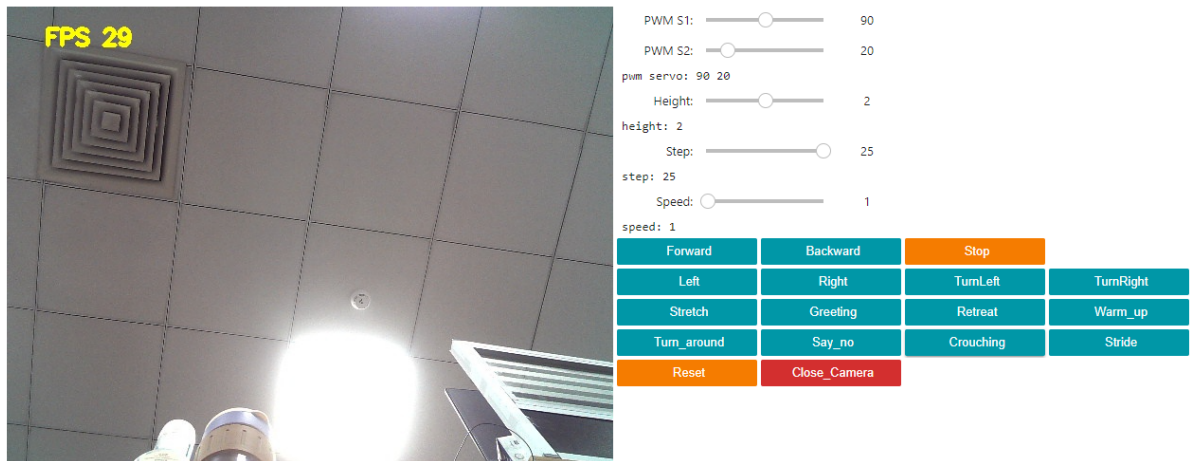 FPS 29
PWM S1: 90
PWM S2: 20
pwm servo: 90 20
Height: 2
height: 2
Step: 25
step: 25
Speed: 1
speed: 1
Forward Backward Stop
Left Right TurnLeft TurnRight
Stretch Greeting Retreat Warm_up
Turn_around Say_no Crouching Stride
Reset Close_Camera